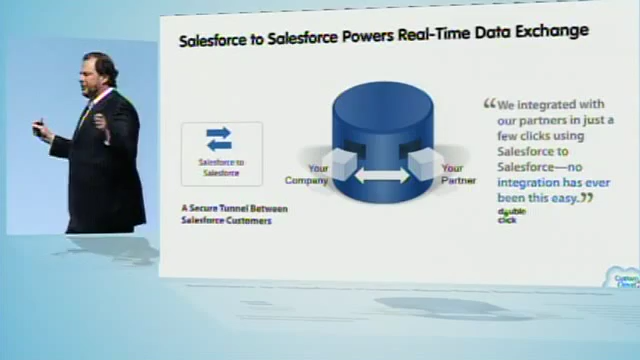 Salesforce to Salesforce Powers Real-Time Data Exchange
Salesforce to
Salesforce
A Secure Tunnel Between
Salesforce Customers
Your
Company
Your
Partner
“We integrated with
our partners in just a
few clicks using
Salesforce to
Salesforce—no
integration has ever
been this easy.”
double
click
Custom
Cloud